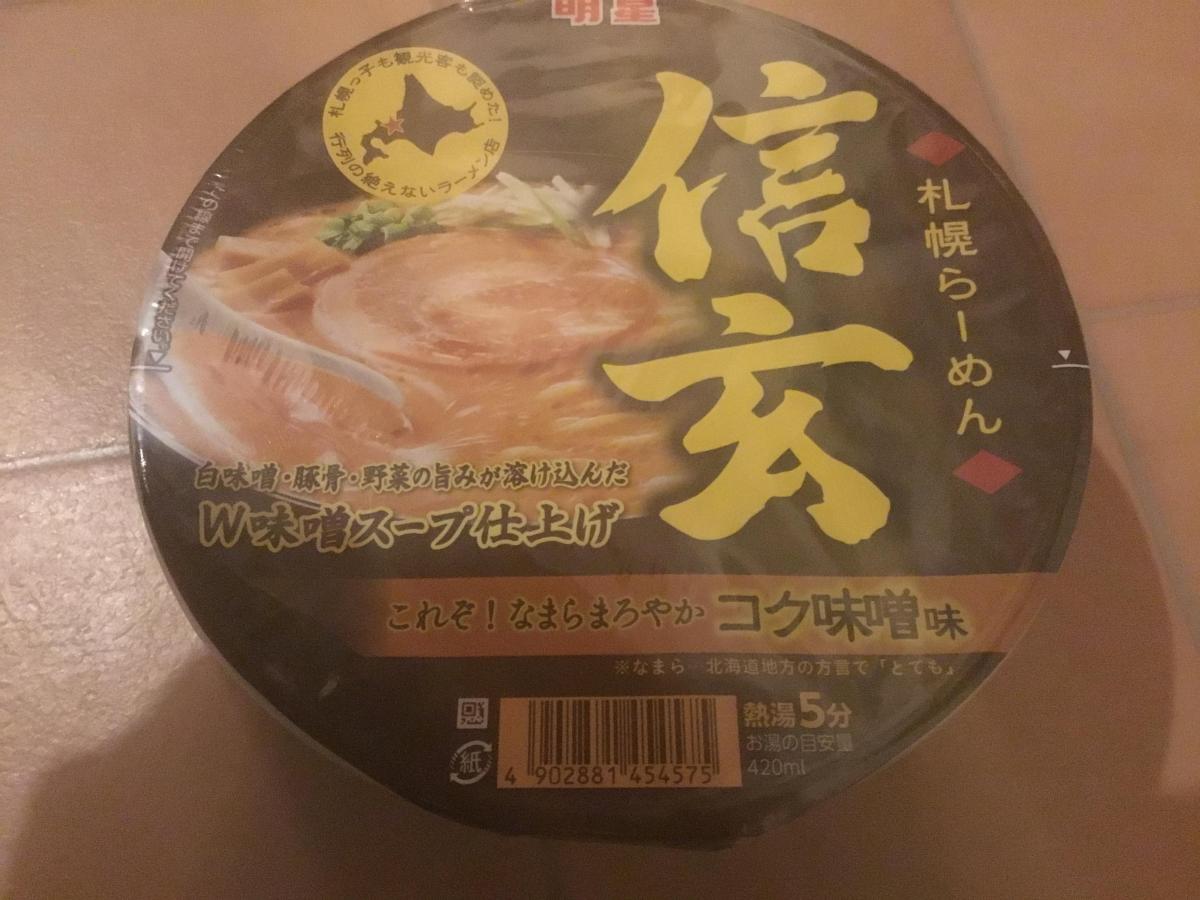 明星
札幌っ子も観光客も認めた!
行列の絶えないラーメン店
信玄
札幌らーめん
白味噌・豚骨・野菜の旨みが溶け込んだ
W味噌スープ仕上げ
これぞ!なまらまろやか コク味噌味
※なまら 北海道地方の方言で「とても」
紙
4 902881 454575
熱湯5分
お湯の目安量
420ml